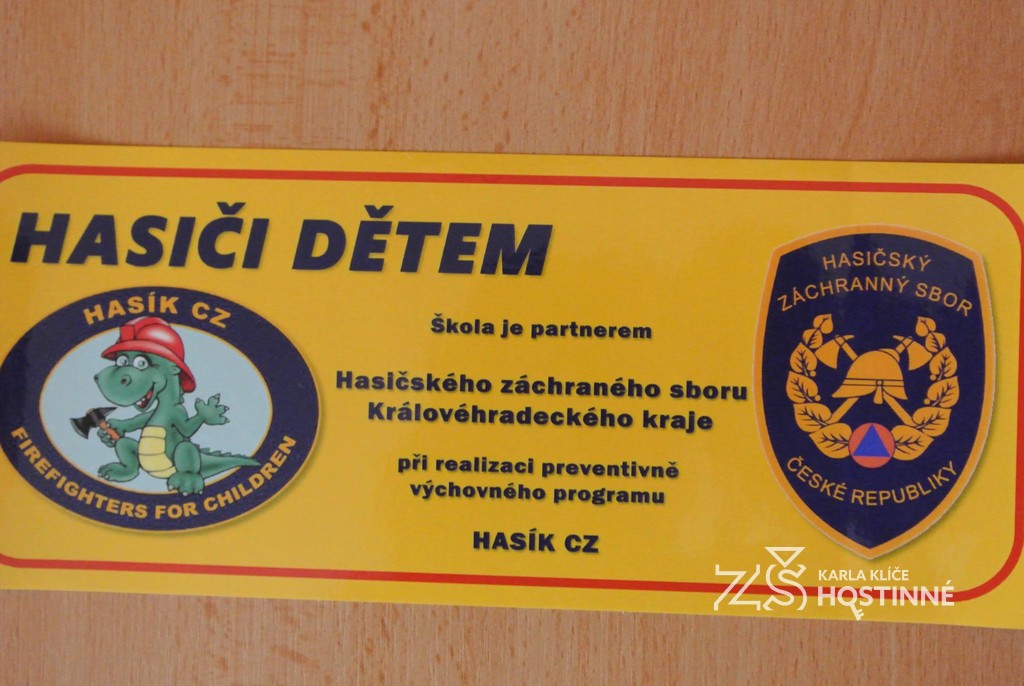 HASIČI DĚTEM
HASÍK CZ
FIREFIGHTERS FOR CHILDREN
Škola je partnerem
Hasičského záchraného sboru
Královéhradeckého kraje
při realizaci preventivně
výchovného programu
HASÍK CZ
HASIČSKÝ
ZÁCHRANNÝ SBOR
ČESKÉ REPUBLIKY
ZŠ KARLA KLÍČE
HOSTINNÉ